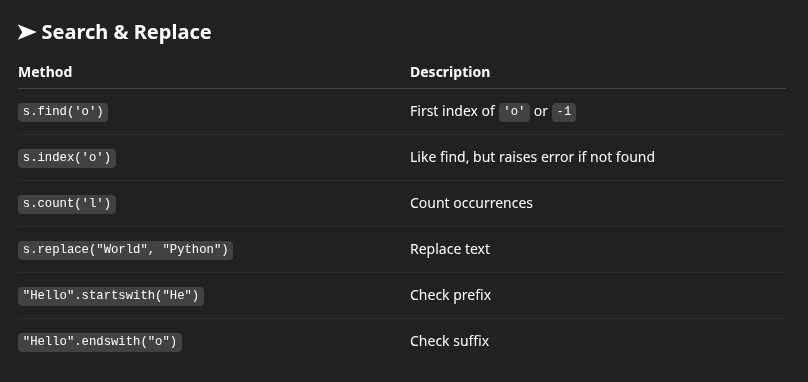 ➤ Search & Replace
Method Description
s.find('o') First index of 'o' or -1
s.index('o') Like find, but raises error if not found
s.count('l') Count occurrences
s.replace("World", "Python") Replace text
"Hello".startswith("He") Check prefix
"Hello".endswith("o") Check suffix